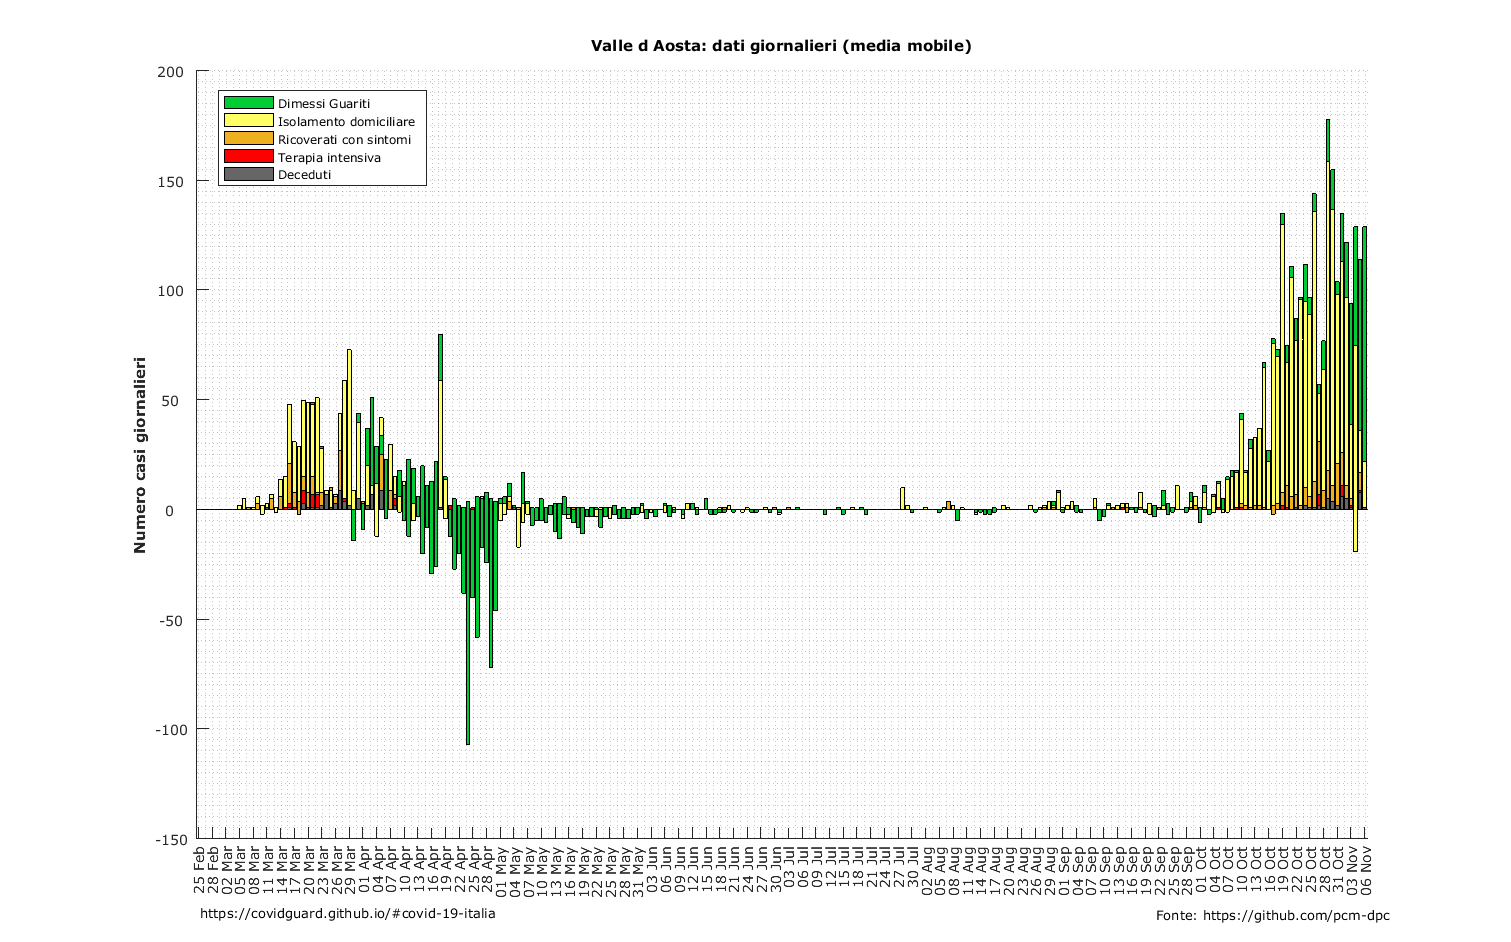 Valle d Aosta: dati giornalieri (media mobile)
Dimessi Guariti
Isolamento domiciliare
Ricoverati con sintomi
Terapia intensiva
Deceduti
Numero casi giornalieri
200
150
100
50
0
-50
-100
-150
25 Feb
28 Feb
02 Mar
05 Mar
08 Mar
11 Mar
14 Mar
17 Mar
20 Mar
23 Mar
26 Mar
29 Mar
01 Apr
04 Apr
07 Apr
10 Apr
13 Apr
16 Apr
19 Apr
22 Apr
25 Apr
28 Apr
01 May
04 May
07 May
10 May
13 May
16 May
19 May
22 May
25 May
28 May
31 May
03 Jun
06 Jun
09 Jun
12 Jun
15 Jun
18 Jun
21 Jun
24 Jun
27 Jun
30 Jun
03 Jul
06 Jul
09 Jul
12 Jul
15 Jul
18 Jul
21 Jul
24 Jul
27 Jul
30 Jul
02 Aug
05 Aug
08 Aug
11 Aug
14 Aug
17 Aug
20 Aug
23 Aug
26 Aug
29 Aug
01 Sep
04 Sep
07 Sep
10 Sep
13 Sep
16 Sep
19 Sep
22 Sep
25 Sep
28 Sep
01 Oct
04 Oct
07 Oct
10 Oct
13 Oct
16 Oct
19 Oct
22 Oct
25 Oct
28 Oct
31 Oct
03 Nov
06 Nov
https://covidguard.github.io/#covid-19-italia
Fonte: https://github.com/pcm-dpc